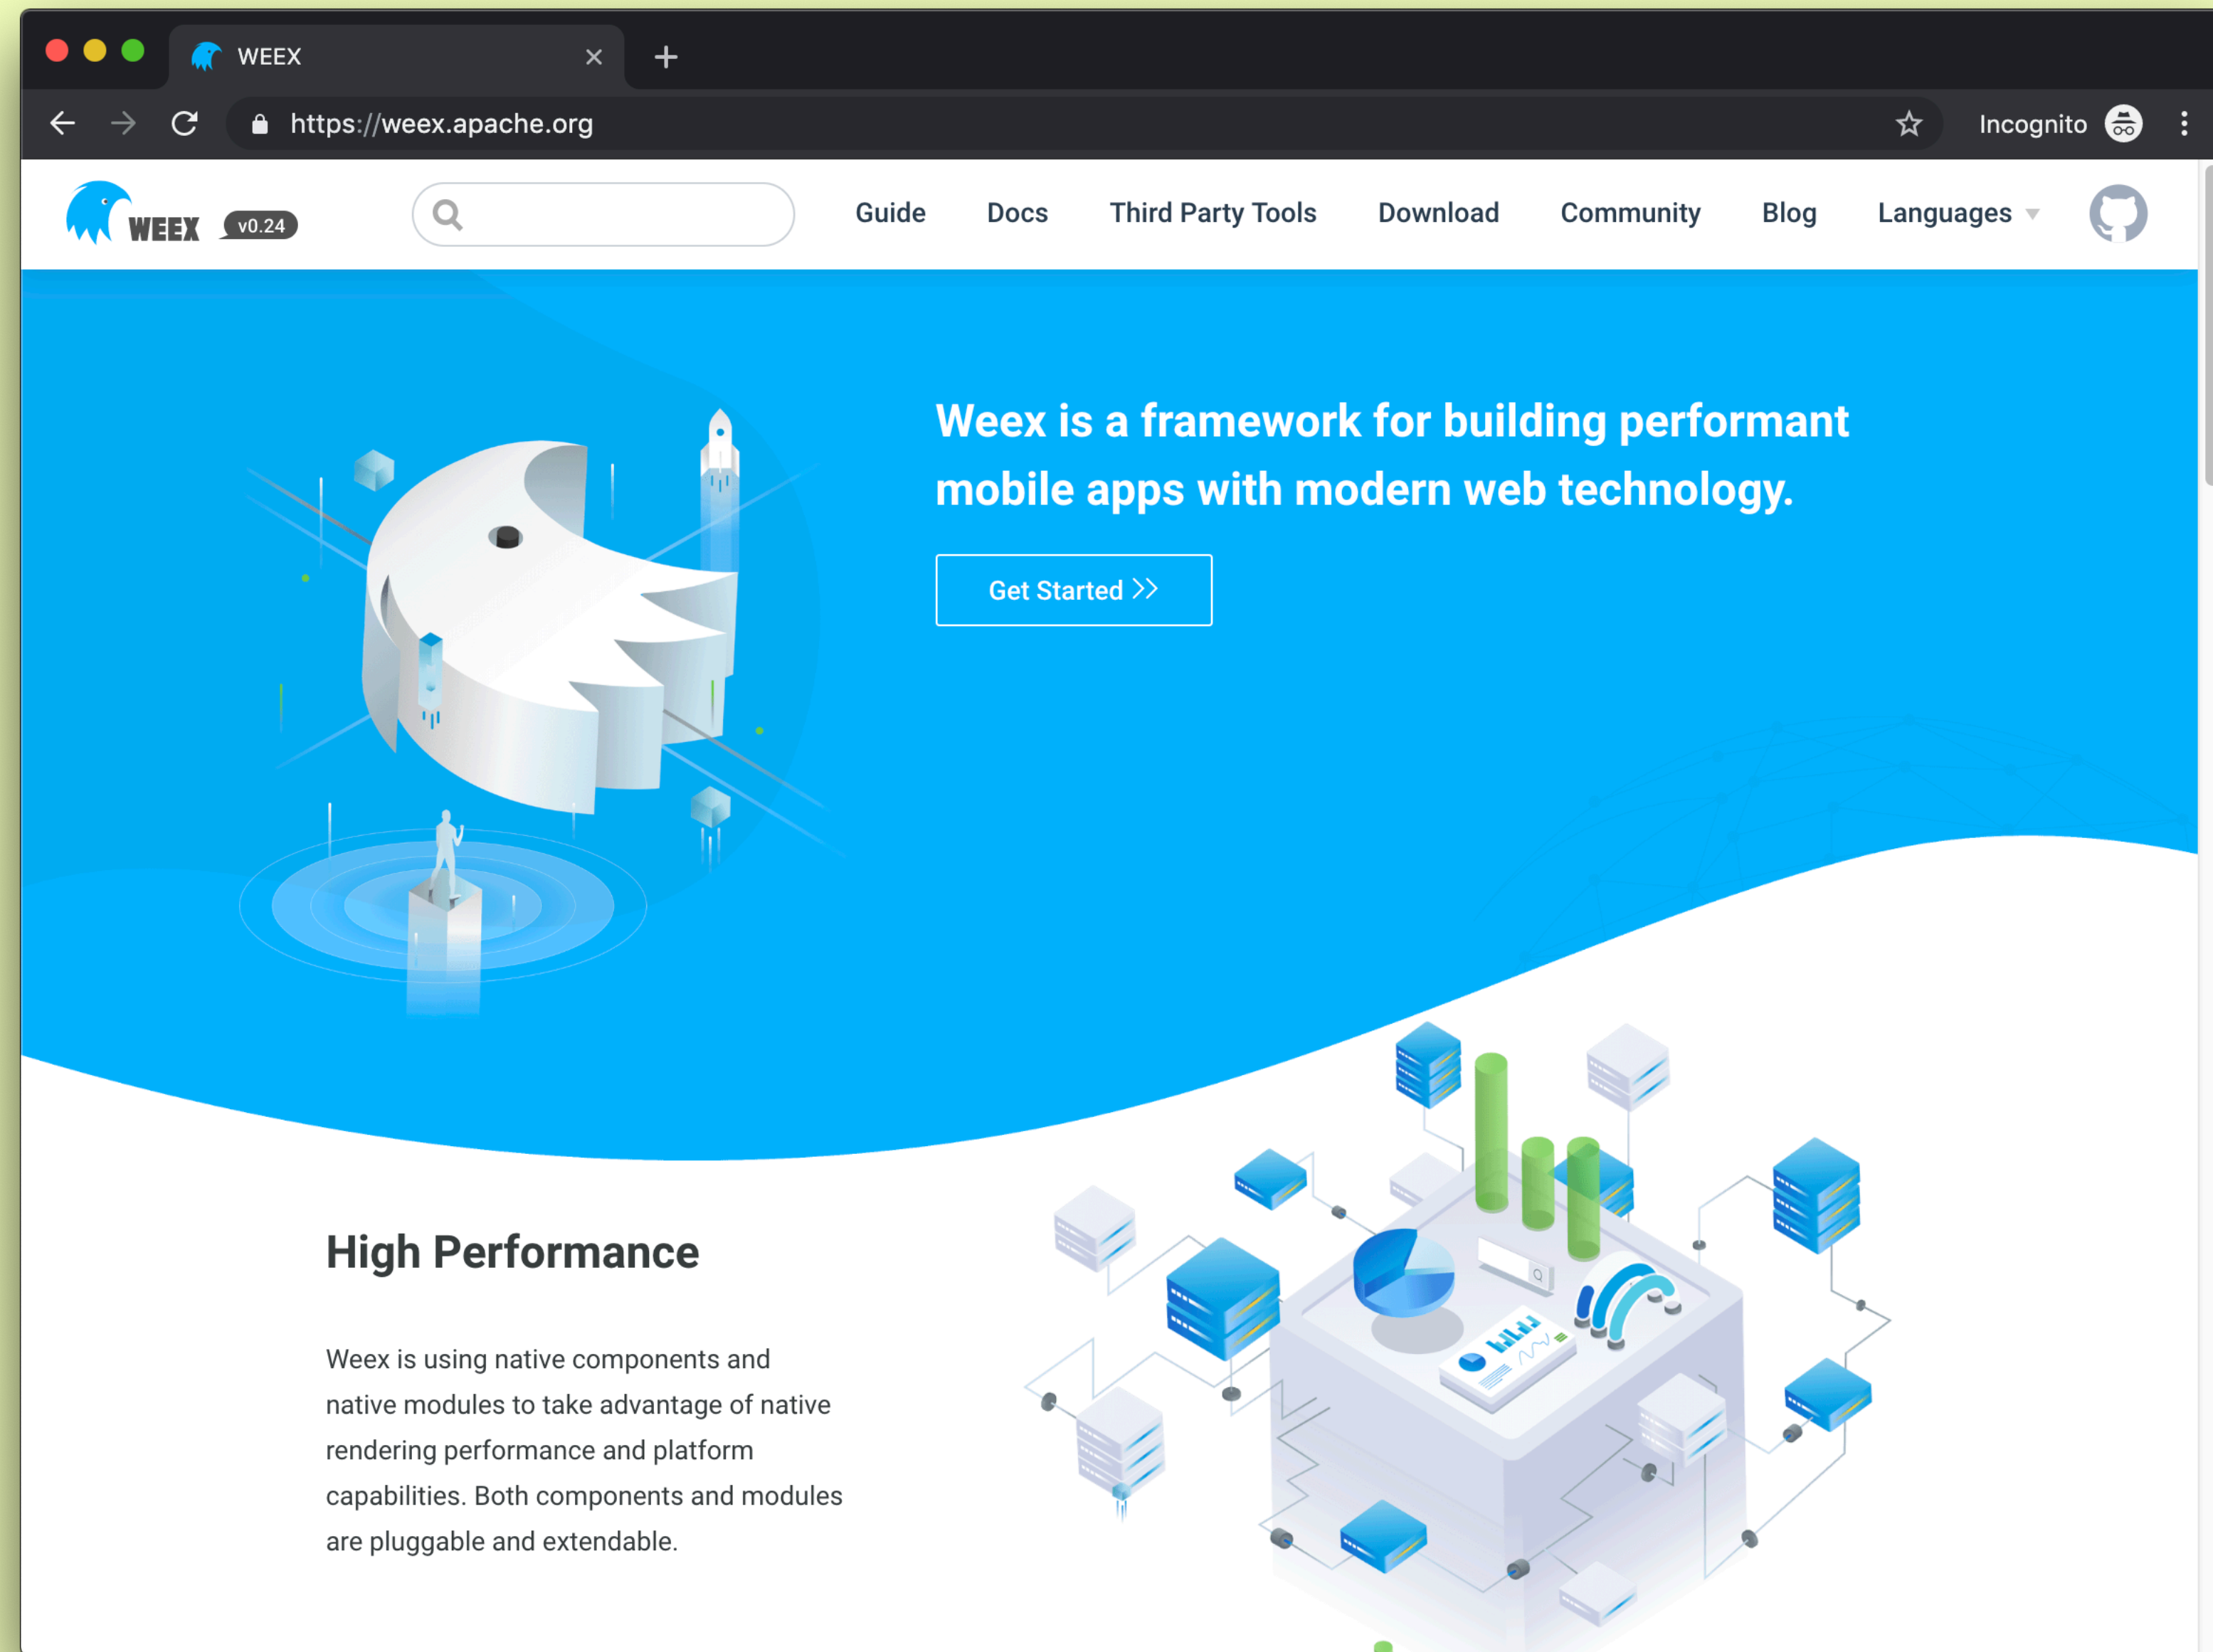 WEEX
https://weex.apache.org
Incognito
WEEX v0.24
Guide Docs Third Party Tools Download Community Blog Languages
Weex is a framework for building performant
mobile apps with modern web technology.
Get Started
High Performance
Weex is using native components and
native modules to take advantage of native
rendering performance and platform
capabilities. Both components and modules
are pluggable and extendable.